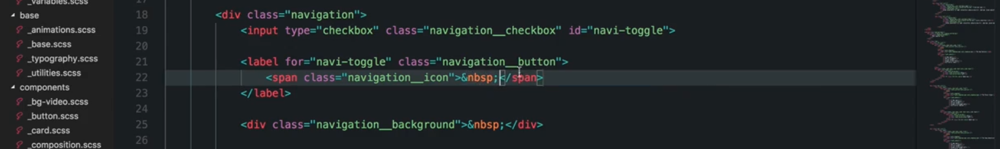 _variables.scss
base
_animations.scss
_base.scss
_typography.scss
_utilities.scss
components
_bg-video.scss
_button.scss
_card.scss
_composition.scss
17
18 <div class="navigation">
19 <input type="checkbox" class="navigation__checkbox" id="navi-toggle">
20
21 <label for="navi-toggle" class="navigation__button">
22 <span class="navigation__icon">&nbsp;</span>
23 </label>
24
25 <div class="navigation__background">&nbsp;</div>
26